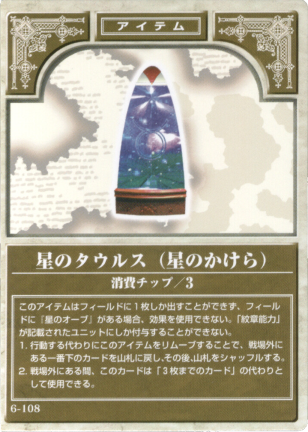 アイテム
星のタウルス（星のかけら）
消費チップ／3
このアイテムはフィールドに1枚しか出すことができず、フィール
ドに『星のオーブ』がある場合、効果を使用できない。「紋章能力」
が記載されたユニットにしか付与することができない。
1. 行動する代わりにこのアイテムをリムーブすることで、戦場外に
ある一番下のカードを山札に戻し、その後、山札をシャッフルする。
2. 戦場外にある間、このカードは「3枚までのカード」の代わりと
して使用できる。
6-108